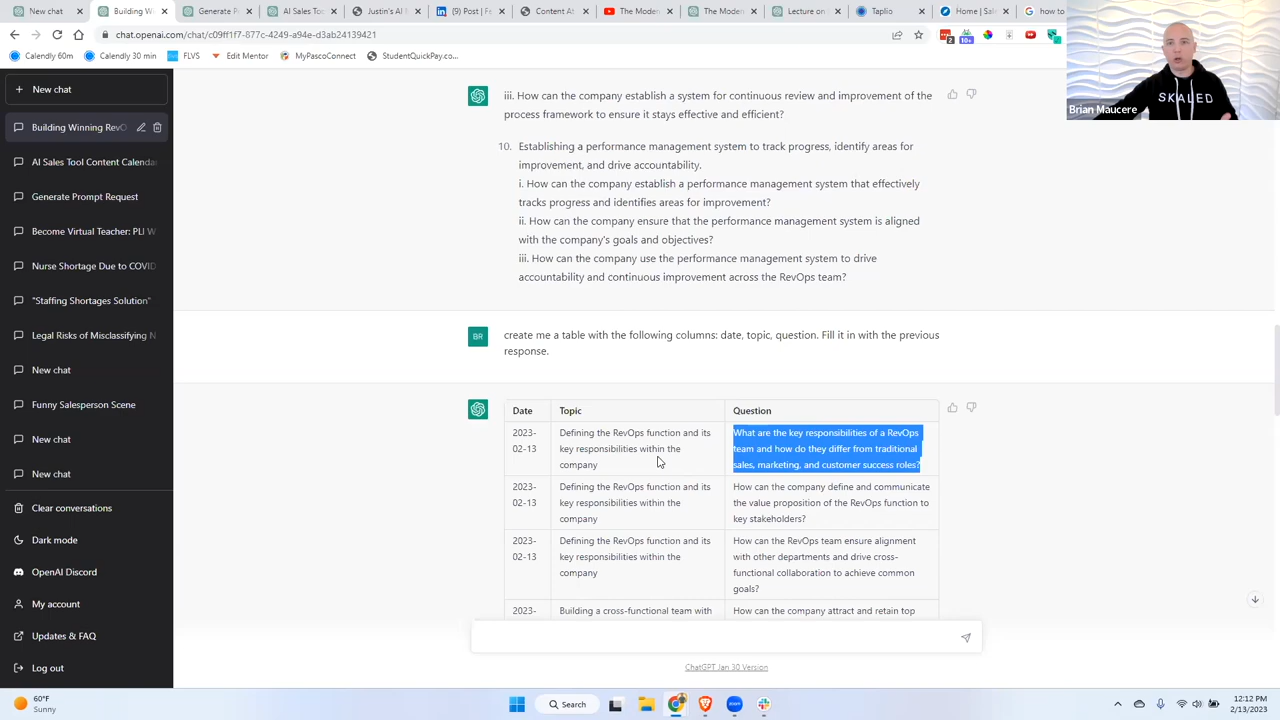 New chat
Building W
Generate P
AI Sales Too
Justin's AI T
(9) Post | F
Content As
The Modern
The Moder
Lecture on
Taplio
Home | Sal
how to
chat.openai.com/chat/c09ff1f7-877c-4249-a94e-d3ab24139421
2
10+
Calendly 60m
Calendly 30 min
FLVS
Edit Mentor
MyPascoConnect
StudentQuickPay.co...
SKALED
Brian Maucere
New chat
Building Winning RevO
AI Sales Tool Content Calenda
Generate Prompt Request
Become Virtual Teacher: PLI W
Nurse Shortage Due to COVID
"Staffing Shortages Solution"
Legal Risks of Misclassifying N
New chat
Funny Salesperson Scene
New chat
New chat
Clear conversations
Dark mode
OpenAI Discord
My account
Updates & FAQ
Log out
iii. How can the company establish a system for continuous review and improvement of the
process framework to ensure it stays effective and efficient?
10. Establishing a performance management system to track progress, identify areas for
improvement, and drive accountability.
i. How can the company establish a performance management system that effectively
tracks progress and identifies areas for improvement?
ii. How can the company ensure that the performance management system is aligned
with the company's goals and objectives?
iii. How can the company use the performance management system to drive
accountability and continuous improvement across the RevOps team?
BR
create me a table with the following columns: date, topic, question. Fill it in with the previous
response.
Date Topic Question
2023-
02-13
Defining the RevOps function and its
key responsibilities within the
company
What are the key responsibilities of a RevOps
team and how do they differ from traditional
sales, marketing, and customer success roles?
2023-
02-13
Defining the RevOps function and its
key responsibilities within the
company
How can the company define and communicate
the value proposition of the RevOps function to
key stakeholders?
2023-
02-13
Defining the RevOps function and its
key responsibilities within the
company
How can the RevOps team ensure alignment
with other departments and drive cross-
functional collaboration to achieve common
goals?
2023-
Building a cross-functional team with
How can the company attract and retain top
ChatGPT Jan 30 Version
60°F
Sunny
Search
12:12 PM
2/13/2023